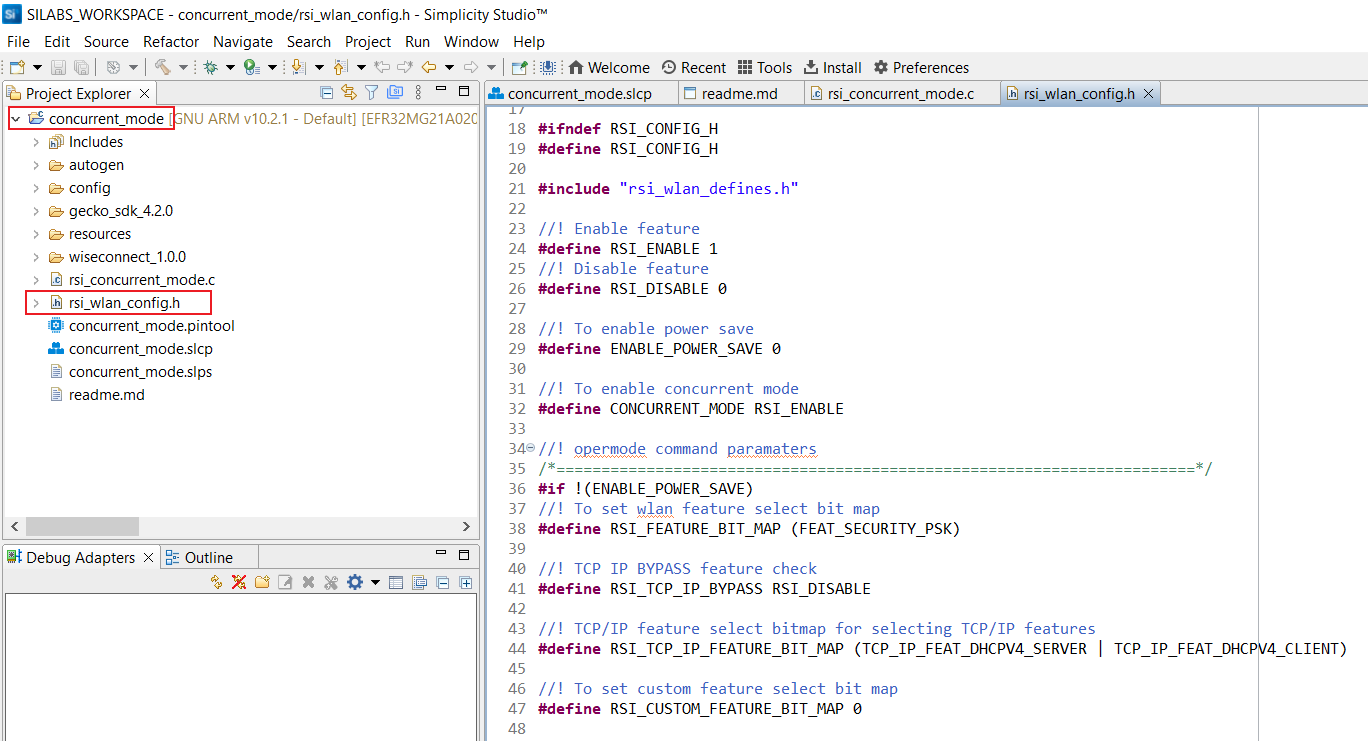 SILABS_WORKSPACE - concurrent_mode/rsi_wlan_config.h - Simplicity Studio™
File Edit Source Refactor Navigate Search Project Run Window Help
Welcome Recent Tools Install Preferences
Project Explorer
concurrent_mode [GNU ARM v10.2.1 - Default] [EFR32MG21A020
Includes
autogen
config
gecko_sdk_4.2.0
resources
wiseconnect_1.0.0
rsi_concurrent_mode.c
rsi_wlan_config.h
concurrent_mode.pintool
concurrent_mode.slcp
concurrent_mode.slps
readme.md
Debug Adapters Outline
concurrent_mode.slcp readme.md rsi_concurrent_mode.c rsi_wlan_config.h
17
18 #ifndef RSI_CONFIG_H
19 #define RSI_CONFIG_H
20
21 #include "rsi_wlan_defines.h"
22
23 //! Enable feature
24 #define RSI_ENABLE 1
25 //! Disable feature
26 #define RSI_DISABLE 0
27
28 //! To enable power save
29 #define ENABLE_POWER_SAVE 0
30
31 //! To enable concurrent mode
32 #define CONCURRENT_MODE RSI_ENABLE
33
34 //! opermode command paramaters
35 /*=======================================================================*/
36 #if !(ENABLE_POWER_SAVE)
37 //! To set wlan feature select bit map
38 #define RSI_FEATURE_BIT_MAP (FEAT_SECURITY_PSK)
39
40 //! TCP IP BYPASS feature check
41 #define RSI_TCP_IP_BYPASS RSI_DISABLE
42
43 //! TCP/IP feature select bitmap for selecting TCP/IP features
44 #define RSI_TCP_IP_FEATURE_BIT_MAP (TCP_IP_FEAT_DHCPV4_SERVER | TCP_IP_FEAT_DHCPV4_CLIENT)
45
46 //! To set custom feature select bit map
47 #define RSI_CUSTOM_FEATURE_BIT_MAP 0
48